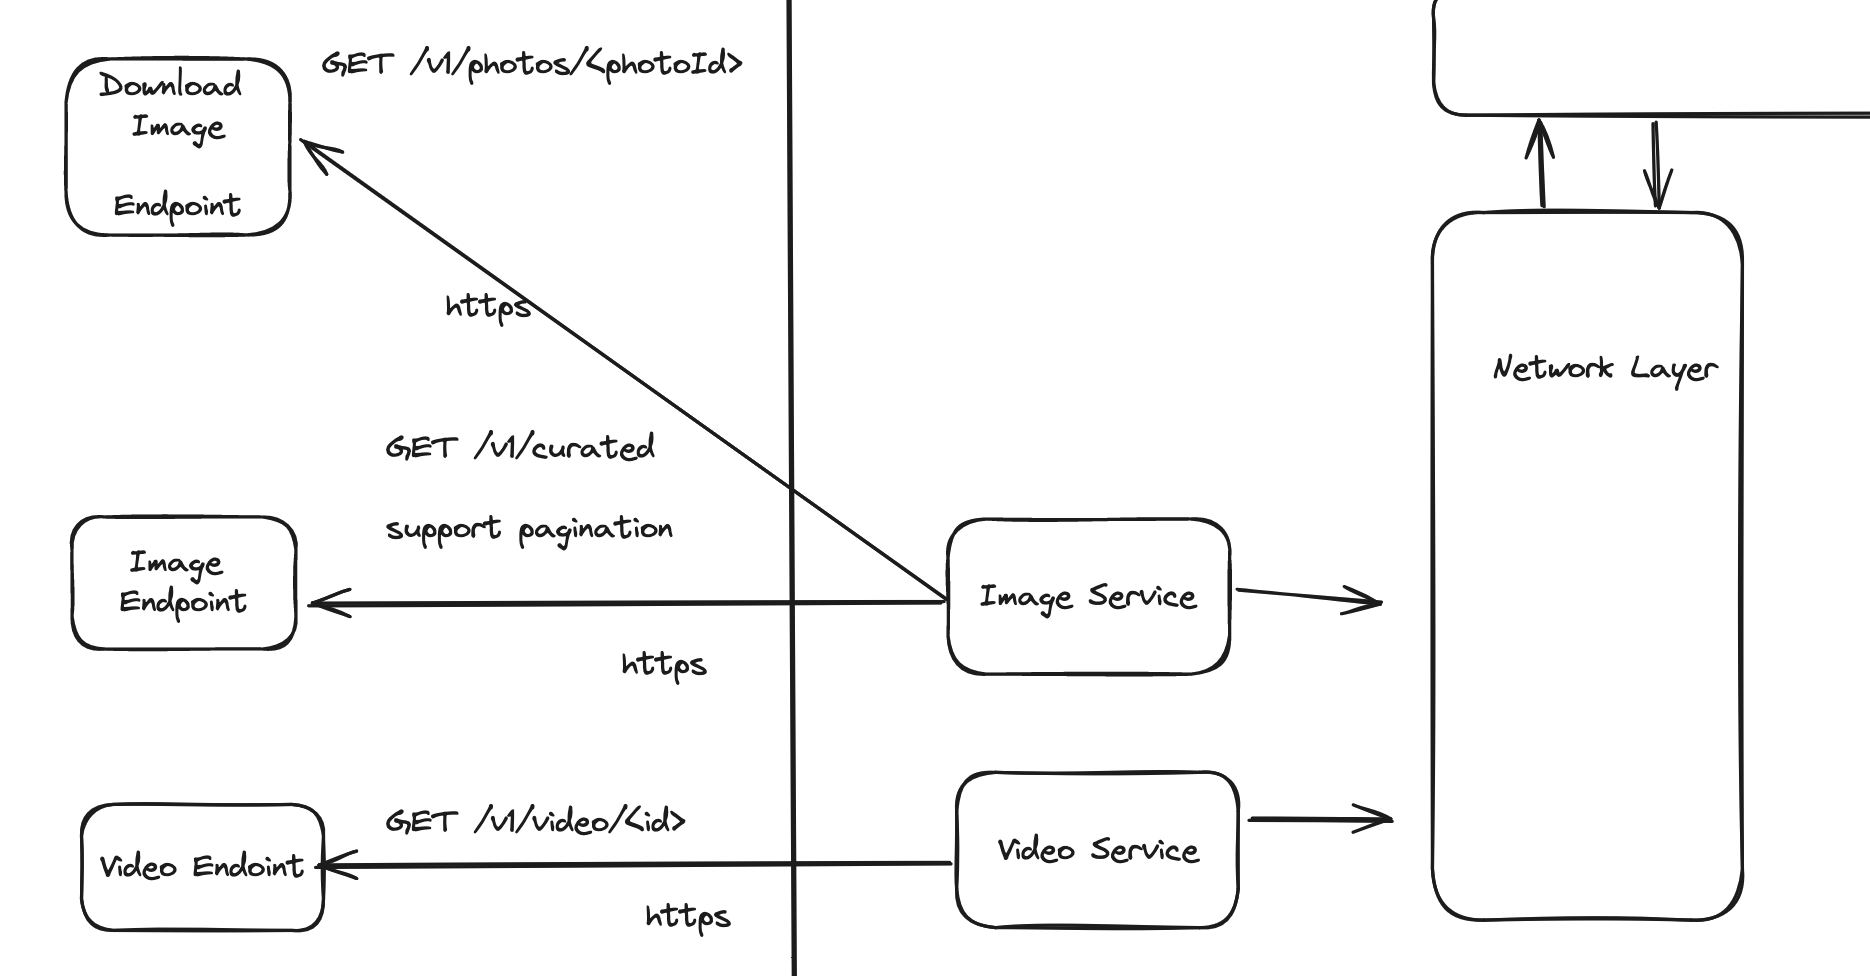 Download
Image
Endpoint
GET /v1/photos/<photoId>
https
GET /v1/curated
support pagination
Image
Endpoint
https
Image Service
Network Layer
GET /v1/video/<id>
Video Endoint
https
Video Service